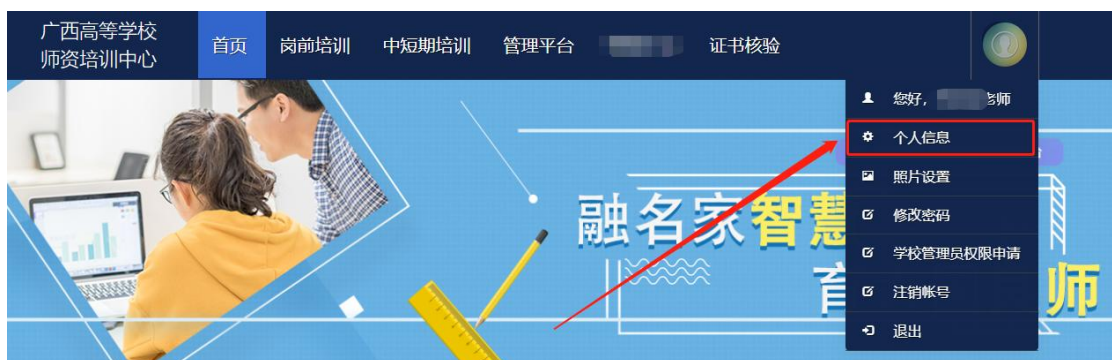 广西高等学校
师资培训中心
首页
岗前培训
中短期培训
管理平台
证书核验
您好，
老师
个人信息
照片设置
修改密码
学校管理员权限申请
注销帐号
退出
融名家智慧
育
师